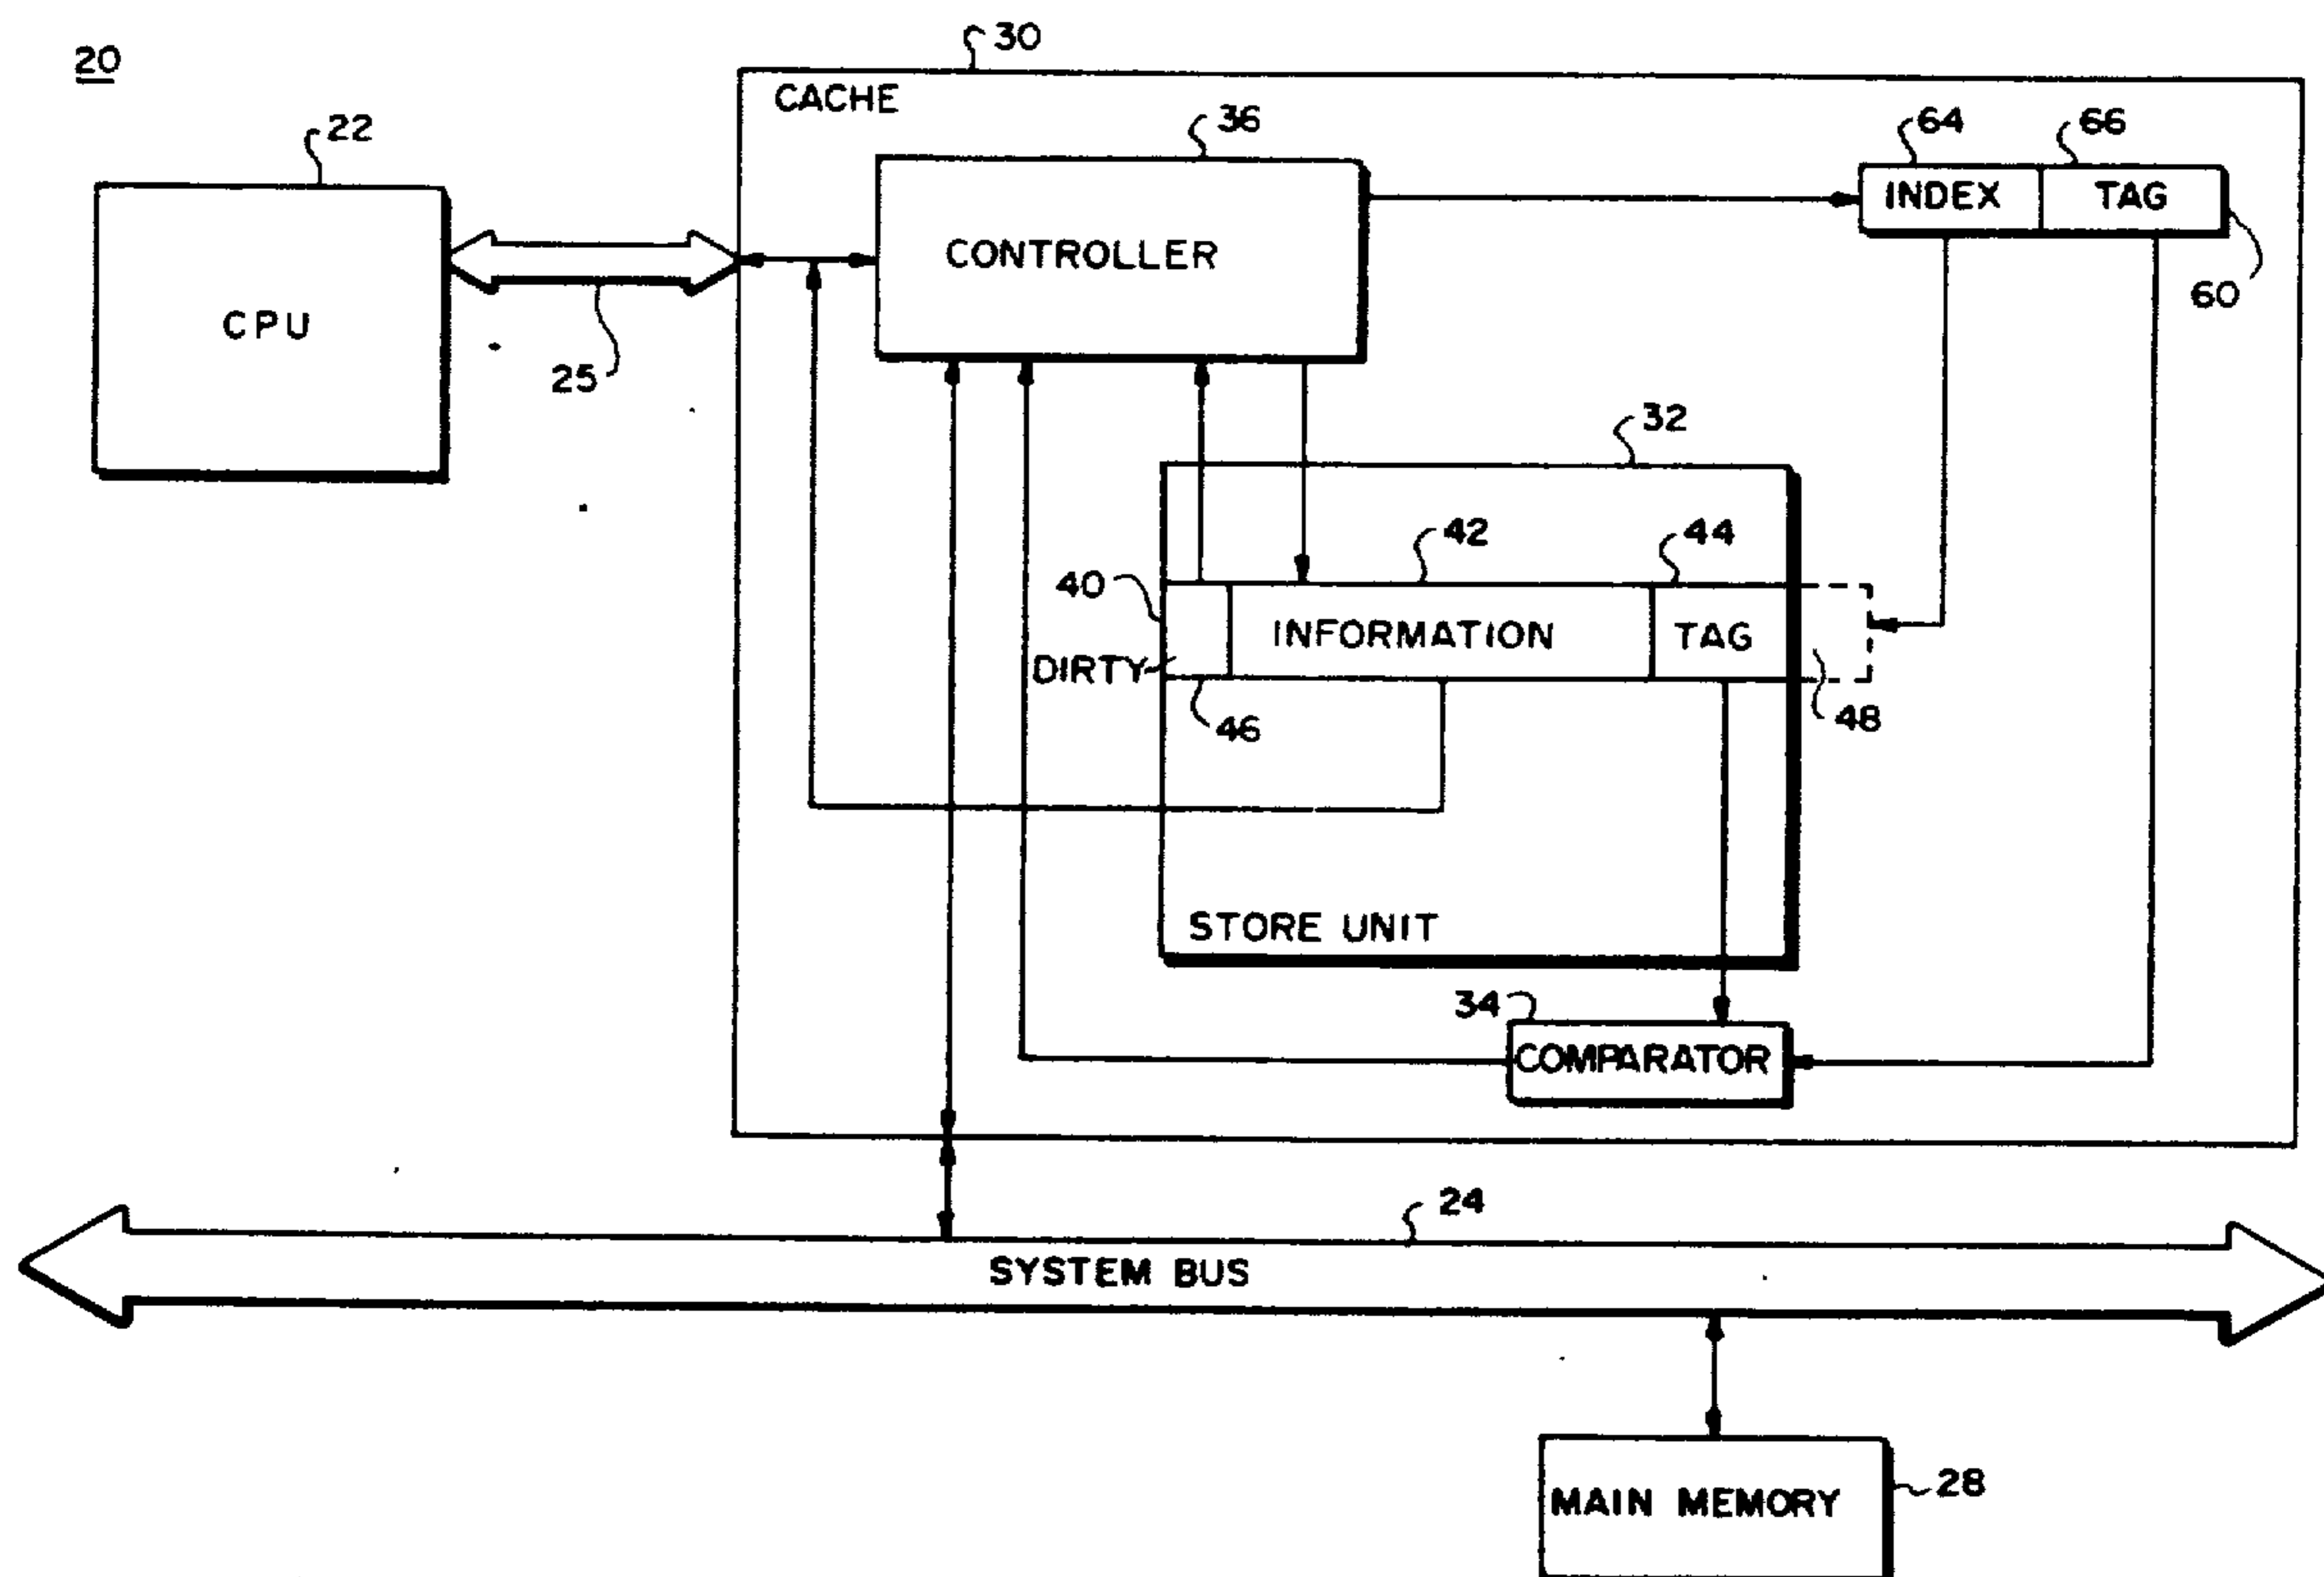 20
30
CACHE
22
36
64
66
INDEX
TAG
CONTROLLER
60
CPU
25
32
42
44
40
INFORMATION
TAG
DIRTY
46
48
STORE UNIT
34
COMPARATOR
24
SYSTEM BUS
28
MAIN MEMORY